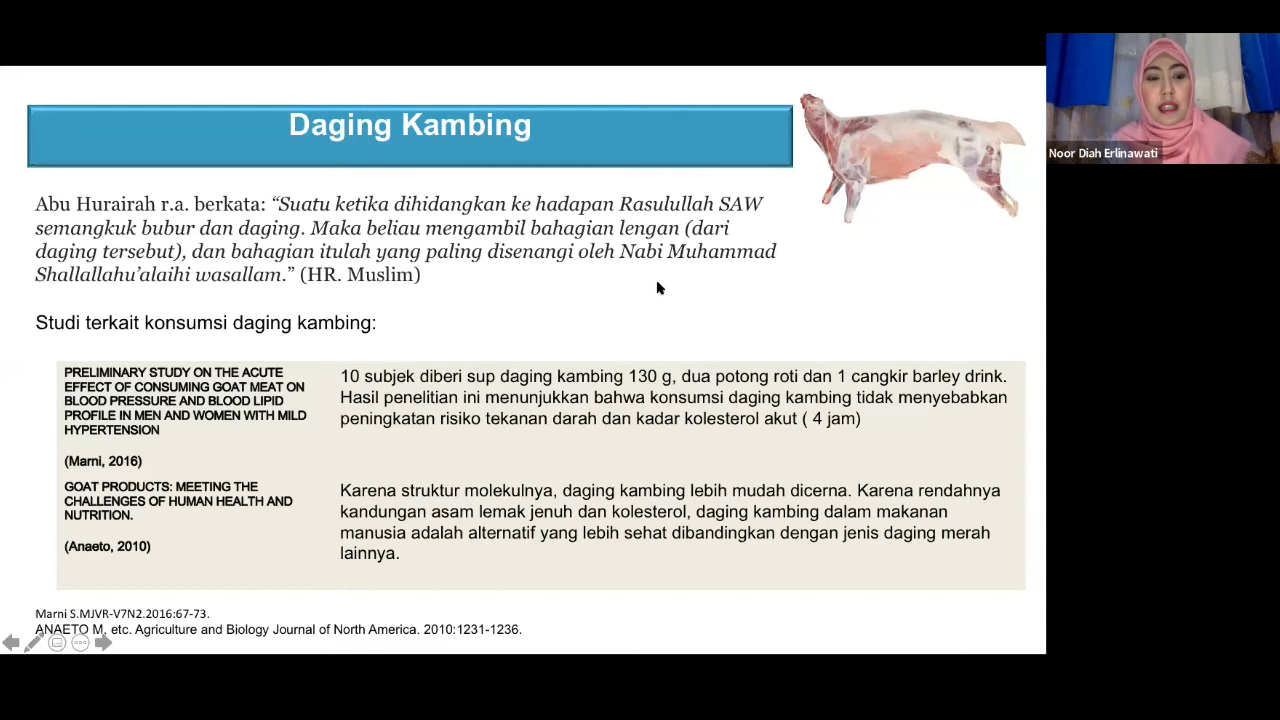 Daging Kambing
Noor Diah Erlinawati
Abu Hurairah r.a. berkata: “Suatu ketika dihidangkan ke hadapan Rasulullah SAW
semangkuk bubur dan daging. Maka beliau mengambil bahagian lengan (dari
daging tersebut), dan bahagian itulah yang paling disenangi oleh Nabi Muhammad
Shallallahu’alaihi wasallam.” (HR. Muslim)
Studi terkait konsumsi daging kambing:
PRELIMINARY STUDY ON THE ACUTE
EFFECT OF CONSUMING GOAT MEAT ON
BLOOD PRESSURE AND BLOOD LIPID
PROFILE IN MEN AND WOMEN WITH MILD
HYPERTENSION
(Marni, 2016)
10 subjek diberi sup daging kambing 130 g, dua potong roti dan 1 cangkir barley drink.
Hasil penelitian ini menunjukkan bahwa konsumsi daging kambing tidak menyebabkan
peningkatan risiko tekanan darah dan kadar kolesterol akut ( 4 jam)
GOAT PRODUCTS: MEETING THE
CHALLENGES OF HUMAN HEALTH AND
NUTRITION.
(Anaeto, 2010)
Karena struktur molekulnya, daging kambing lebih mudah dicerna. Karena rendahnya
kandungan asam lemak jenuh dan kolesterol, daging kambing dalam makanan
manusia adalah alternatif yang lebih sehat dibandingkan dengan jenis daging merah
lainnya.
Marni S.MJVR-V7N2.2016:67-73.
ANAETO M, etc. Agriculture and Biology Journal of North America. 2010:1231-1236.